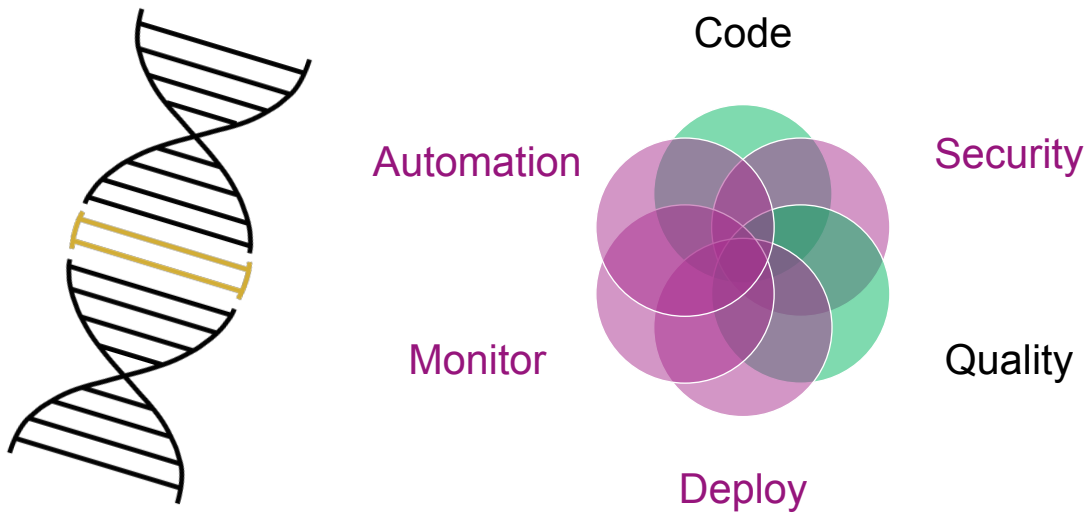 Code
Automation
Security
Monitor
Quality
Deploy